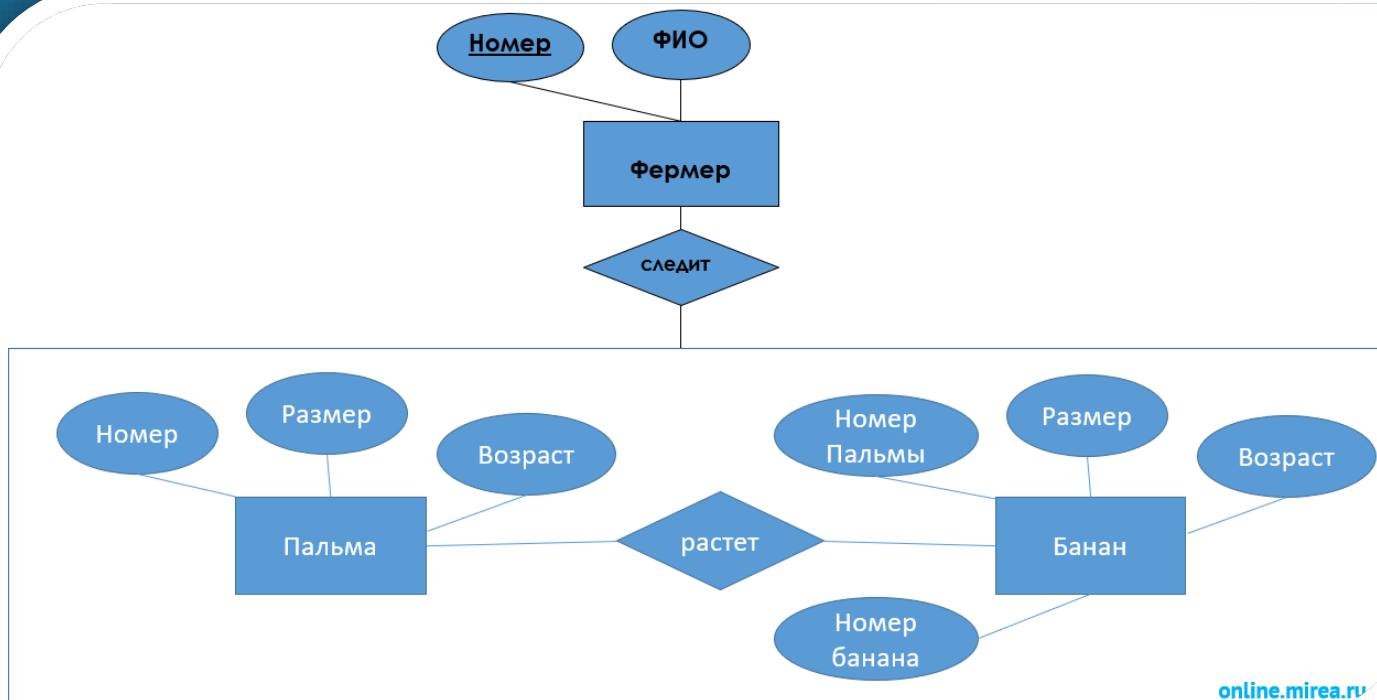 Номер
ФИО
Фермер
следит
Номер
Размер
Возраст
Номер
Пальмы
Размер
Возраст
Пальма
растет
Банан
Номер
банана
online.mirea.ru